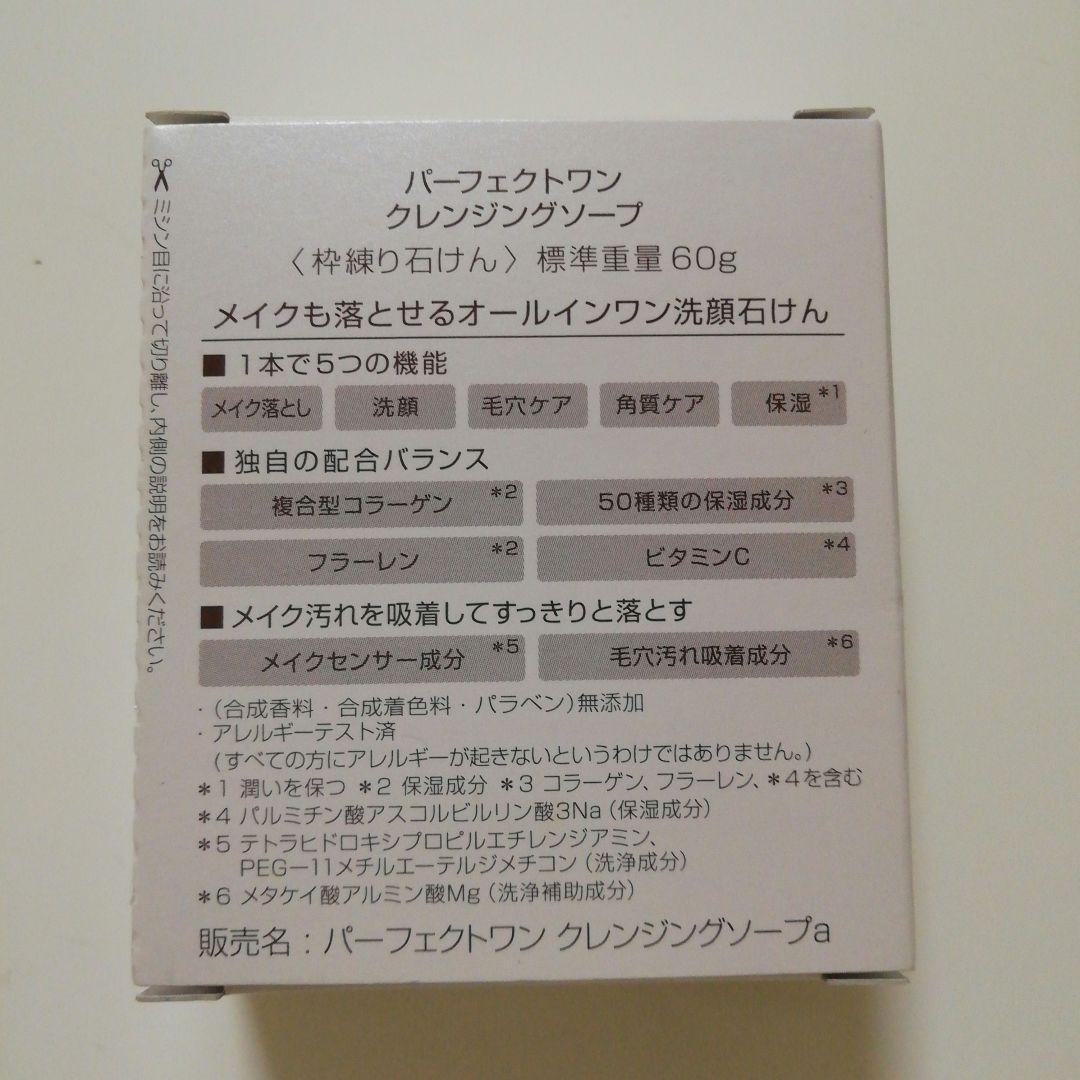 パーフェクトワン
クレンジングソープ
〈枠練り石けん〉標準重量60g
メイクも落とせるオールインワン洗顔石けん
■ 1本で5つの機能
メイク落とし 洗顔 毛穴ケア 角質ケア 保湿*1
■ 独自の配合バランス
複合型コラーゲン*2 50種類の保湿成分*3
フラーレン*2 ビタミンC*4
■ メイク汚れを吸着してすっきりと落とす
メイクセンサー成分*5 毛穴汚れ吸着成分*6
・(合成香料・合成着色料・パラベン)無添加
・アレルギーテスト済
(すべての方にアレルギーが起きないというわけではありません。)
*1 潤いを保つ *2 保湿成分 *3 コラーゲン、フラーレン、*4を含む
*4 パルミチン酸アスコルビルリン酸3Na(保湿成分)
*5 テトラヒドロキシプロピルエチレンジアミン、
PEG-11メチルエーテルジメチコン(洗浄成分)
*6 メタケイ酸アルミン酸Mg(洗浄補助成分)
販売名：パーフェクトワン クレンジングソープa
ミシン目に沿って切り離し、内側の説明をお読みください。